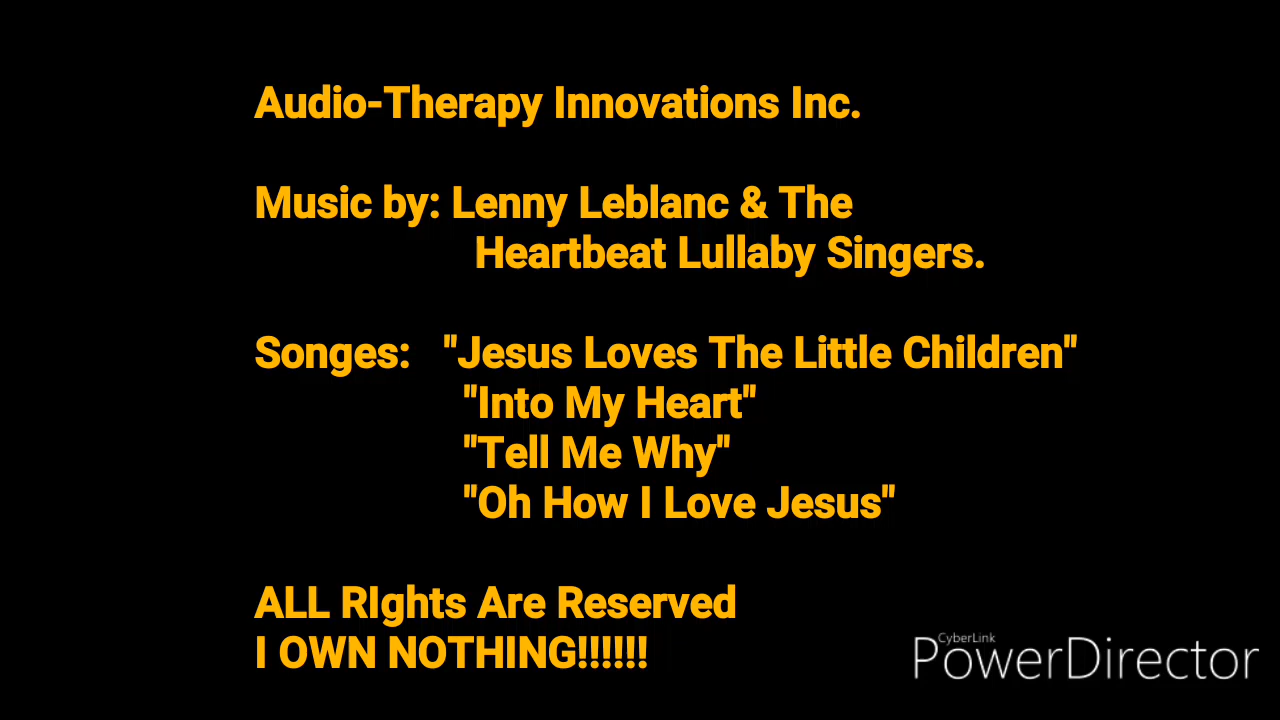 Audio-Therapy Innovations Inc.
Music by: Lenny Leblanc & The
Heartbeat Lullaby Singers.
Songes: "Jesus Loves The Little Children"
"Into My Heart"
"Tell Me Why"
"Oh How I Love Jesus"
ALL RIghts Are Reserved
I OWN NOTHING!!!!!!
CyberLink
PowerDirector